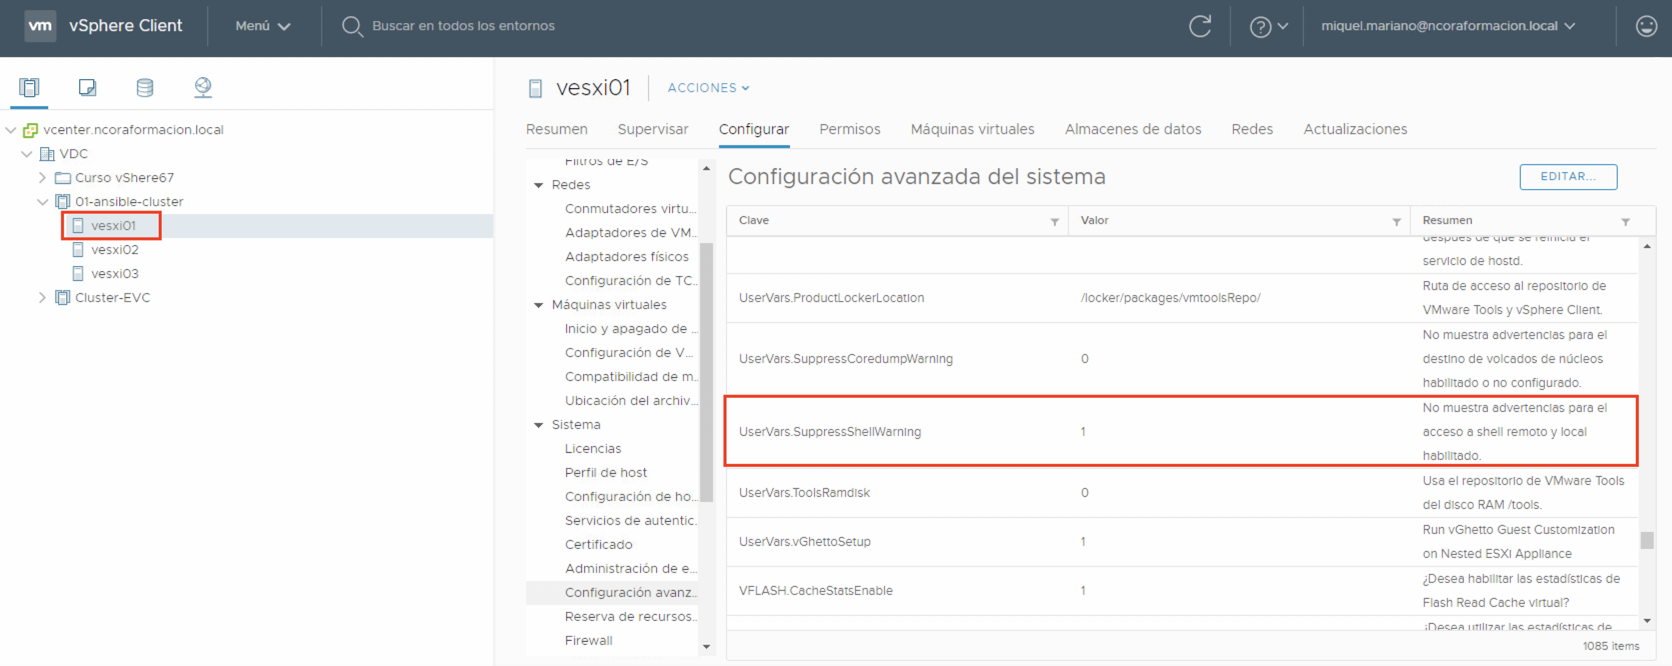 vm vSphere Client Menú Buscar en todos los entornos miquel.mariano@ncoraformacion.local
vcenter.ncoraformacion.local
VDC
Curso vShere67
01-ansible-cluster
vesxi01
vesxi02
vesxi03
Cluster-EVC
vesxi01 ACCIONES
Resumen Supervisar Configurar Permisos Máquinas virtuales Almacenes de datos Redes Actualizaciones
Filtros de E/S
Redes
Conmutadores virtu...
Adaptadores de VM...
Adaptadores físicos
Configuración de TC...
Máquinas virtuales
Inicio y apagado de ...
Configuración de V...
Compatibilidad de m...
Ubicación del archiv...
Sistema
Licencias
Perfil de host
Configuración de ho...
Servicios de autentic...
Certificado
Administración de e...
Configuración avanz...
Reserva de recursos...
Firewall
Configuración avanzada del sistema
EDITAR...
Clave Valor Resumen
después de que se reinicia el
servicio de hostd.
UserVars.ProductLockerLocation /locker/packages/vmtoolsRepo/ Ruta de acceso al repositorio de
VMware Tools y vSphere Client.
No muestra advertencias para el
UserVars.SuppressCoredumpWarning 0 destino de volcados de núcleos
habilitado o no configurado.
No muestra advertencias para el
UserVars.SuppressShellWarning 1 acceso a shell remoto y local
habilitado.
UserVars.ToolsRamdisk 0 Usa el repositorio de VMware Tools
del disco RAM /tools.
UserVars.vGhettoSetup 1 Run vGhetto Guest Customization
on Nested ESXi Appliance
VFLASH.CacheStatsEnable 1 ¿Desea habilitar las estadísticas de
Flash Read Cache virtual?
¿Desea utilizar las estadísticas de
1085 items